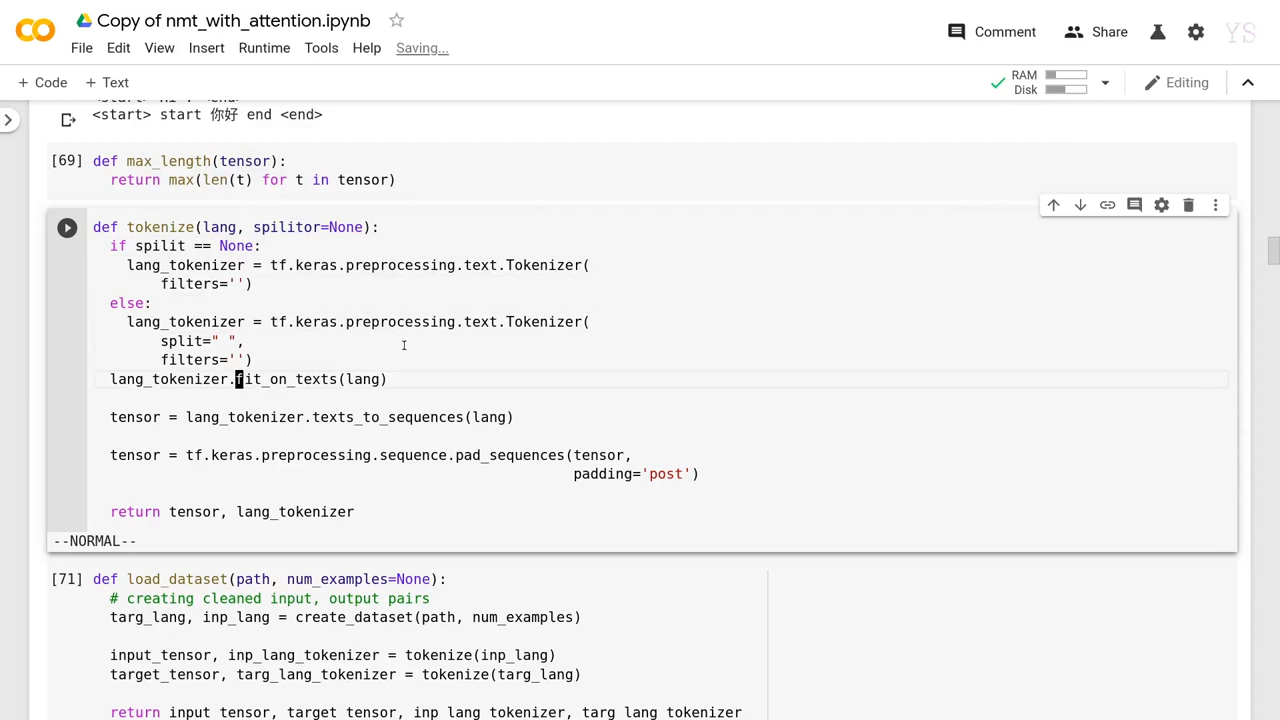 Copy of nmt_with_attention.ipynb
File Edit View Insert Runtime Tools Help Saving...
Comment Share YS
+ Code + Text RAM Disk Editing
<start> Hi . <end>
<start> start 你好 end <end>
[69] def max_length(tensor):
return max(len(t) for t in tensor)
def tokenize(lang, spilitor=None):
if spilit == None:
lang_tokenizer = tf.keras.preprocessing.text.Tokenizer(
filters='')
else:
lang_tokenizer = tf.keras.preprocessing.text.Tokenizer(
split=" ",
filters='')
lang_tokenizer.fit_on_texts(lang)
tensor = lang_tokenizer.texts_to_sequences(lang)
tensor = tf.keras.preprocessing.sequence.pad_sequences(tensor,
padding='post')
return tensor, lang_tokenizer
--NORMAL--
[71] def load_dataset(path, num_examples=None):
# creating cleaned input, output pairs
targ_lang, inp_lang = create_dataset(path, num_examples)
input_tensor, inp_lang_tokenizer = tokenize(inp_lang)
target_tensor, targ_lang_tokenizer = tokenize(targ_lang)
return input_tensor, target_tensor, inp_lang_tokenizer, targ_lang_tokenizer